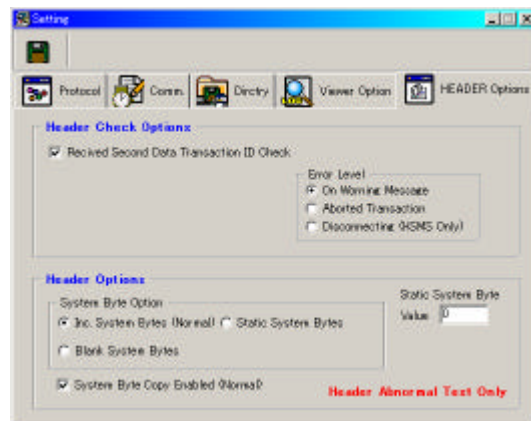 Setting
Protocol Comm. Dirctry Viewer Option HEADER Options
Header Check Options
Recived Second Data Transaction ID Check
Error Level
On Worning Message
Aborted Transaction
Disconnecting (HSMS Only)
Header Options
System Byte Option
Inc. System Bytes (Normal) Static System Bytes
Blank System Bytes
Static System Byte
Value 0
System Byte Copy Enabled (Normal)
Header Abnormal Text Only